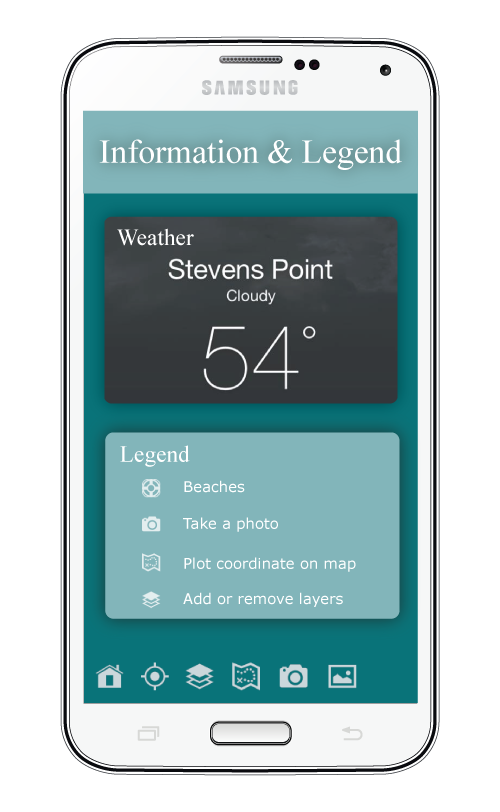 SAMSUNG
Information & Legend
Weather
Stevens Point
Cloudy
54°
Legend
Beaches
Take a photo
Plot coordinate on map
Add or remove layers